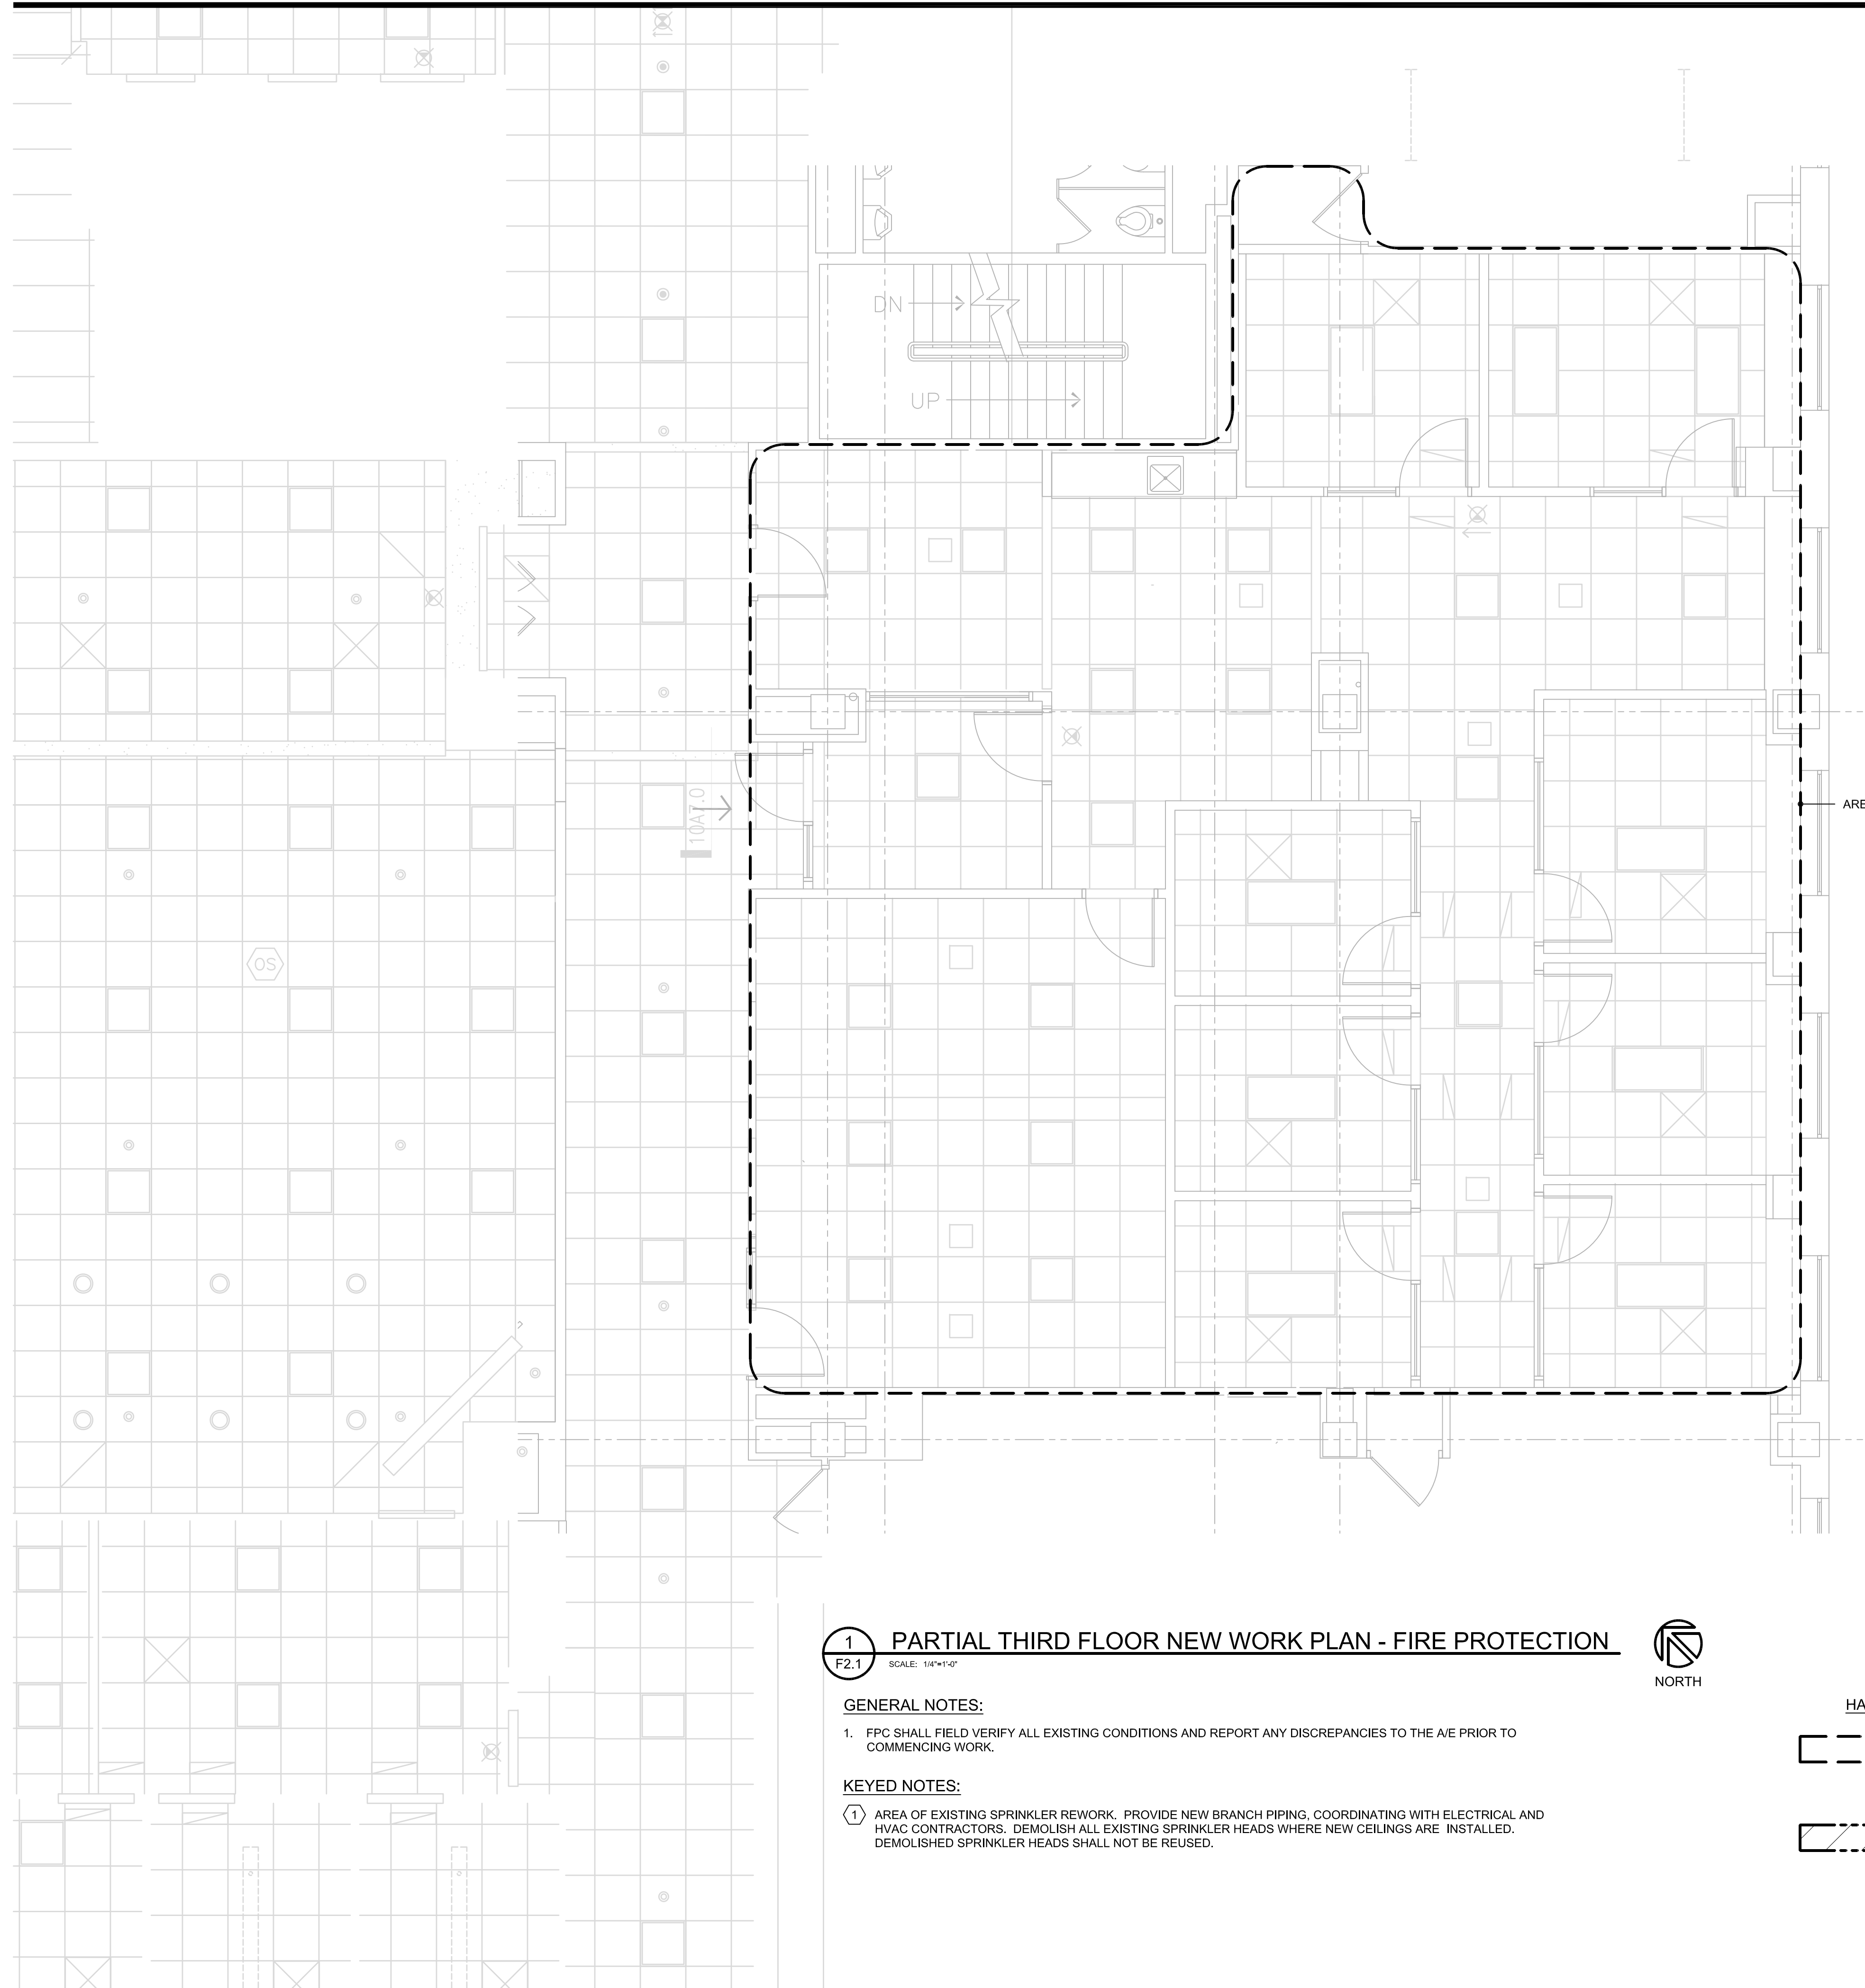 DN
UP
10A7.0
ARE
OS
1
F2.1
PARTIAL THIRD FLOOR NEW WORK PLAN - FIRE PROTECTION
SCALE: 1/4"=1'-0"
NORTH
GENERAL NOTES:
1. FPC SHALL FIELD VERIFY ALL EXISTING CONDITIONS AND REPORT ANY DISCREPANCIES TO THE A/E PRIOR TO
COMMENCING WORK.
KEYED NOTES:
1 AREA OF EXISTING SPRINKLER REWORK. PROVIDE NEW BRANCH PIPING, COORDINATING WITH ELECTRICAL AND
HVAC CONTRACTORS. DEMOLISH ALL EXISTING SPRINKLER HEADS WHERE NEW CEILINGS ARE INSTALLED.
DEMOLISHED SPRINKLER HEADS SHALL NOT BE REUSED.
HA